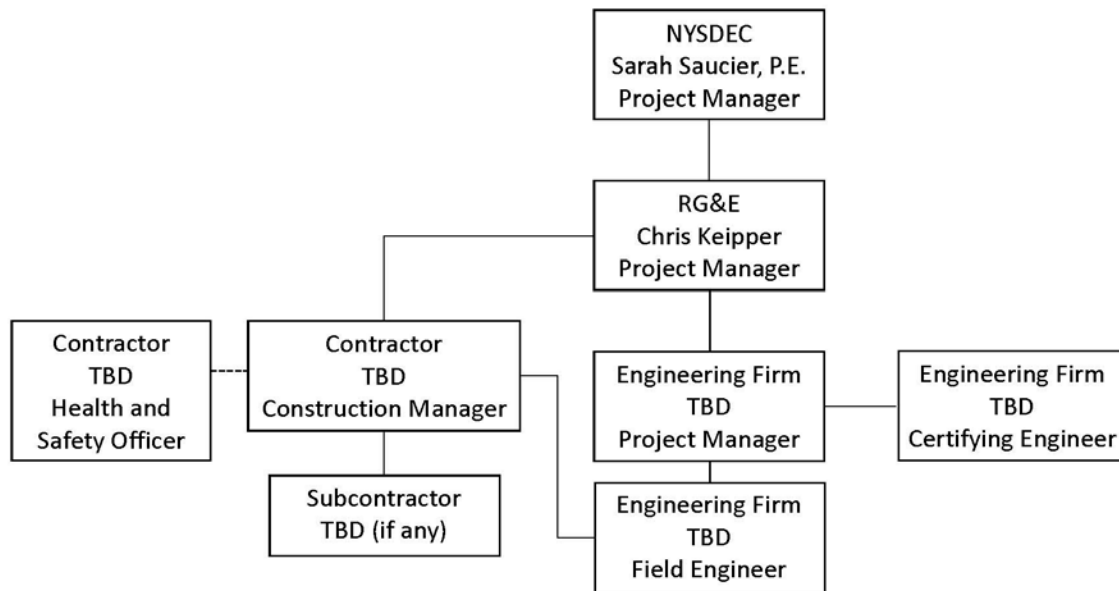 NYSDEC
Sarah Saucier, P.E.
Project Manager
RG&E
Chris Keipper
Project Manager
Contractor
TBD
Health and
Safety Officer
Contractor
TBD
Construction Manager
Engineering Firm
TBD
Project Manager
Engineering Firm
TBD
Certifying Engineer
Subcontractor
TBD (if any)
Engineering Firm
TBD
Field Engineer